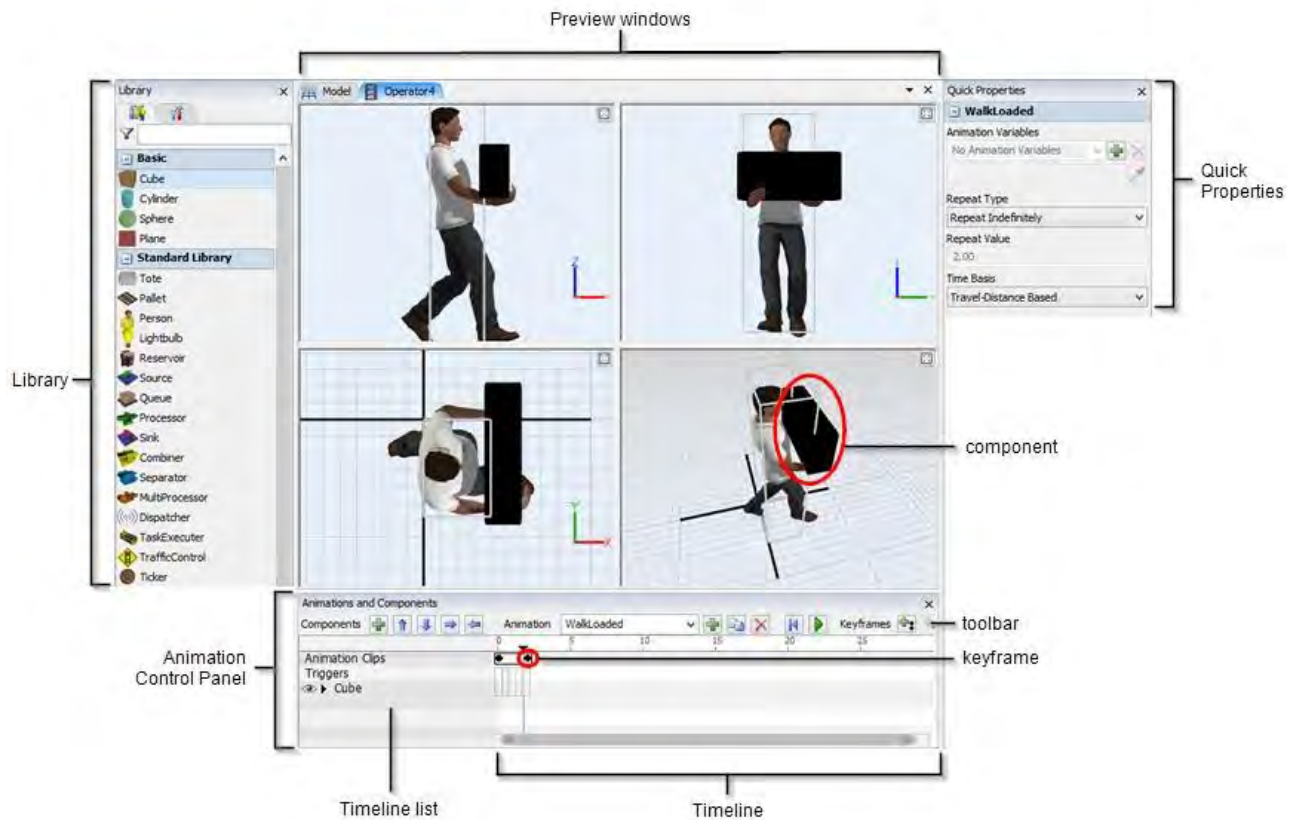 Preview windows
Library
Model
Operator4
Quick Properties
Basic
Cube
Cylinder
Sphere
Plane
Standard Library
Tote
Pallet
Person
Lightbulb
Reservoir
Source
Queue
Processor
Sink
Combiner
Separator
MultiProcessor
Dispatcher
TaskExecuter
TrafficControl
Ticker
Z
Y
X
WalkLoaded
Animation Variables
No Animation Variables
Repeat Type
Repeat Indefinitely
Repeat Value
2.00
Time Basis
Travel-Distance Based
Quick
Properties
Library
component
Animations and Components
Components
Animation
WalkLoaded
Keyframes
toolbar
0 5 10 15 20 25
Animation Clips
keyframe
Triggers
Cube
Animation
Control Panel
Timeline list
Timeline